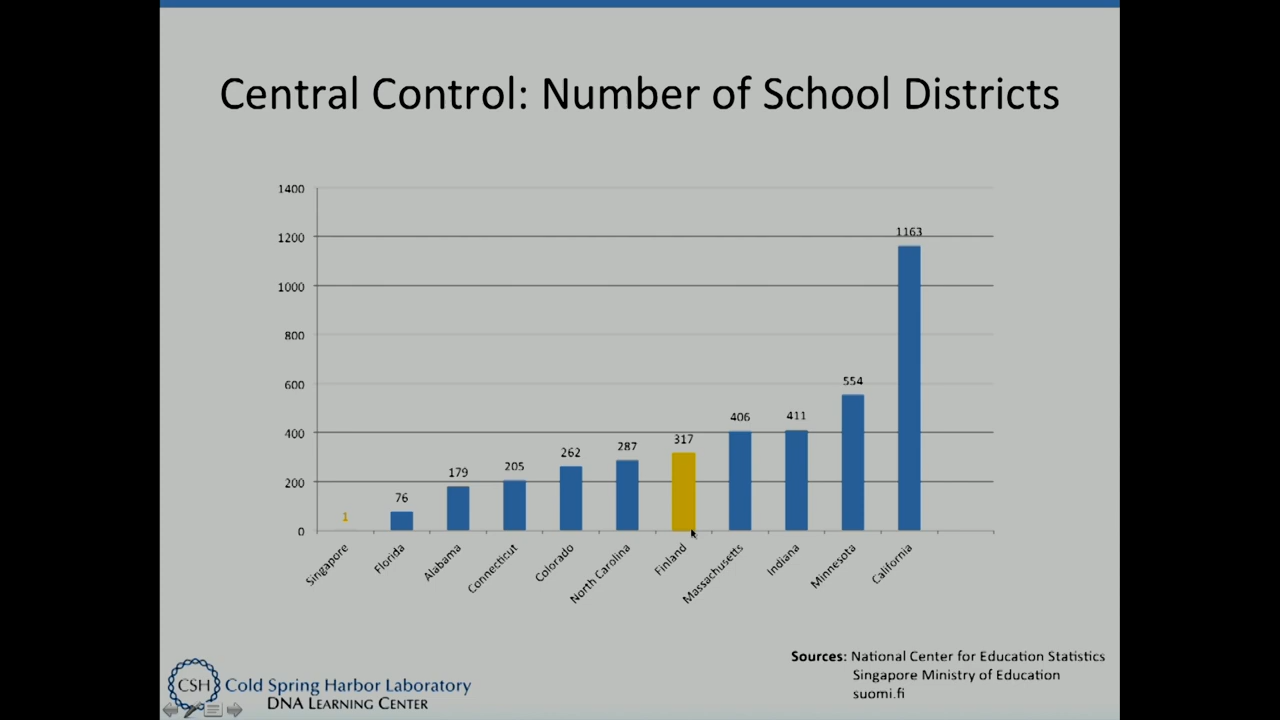 Central Control: Number of School Districts
1400
1200
1000
800
600
400
200
0
1
76
179
205
262
287
317
406
411
554
1163
Singapore
Florida
Alabama
Connecticut
Colorado
North Carolina
Finland
Massachusetts
Indiana
Minnesota
California
Sources: National Center for Education Statistics
Singapore Ministry of Education
suomi.fi
CSH Cold Spring Harbor Laboratory
DNA LEARNING CENTER